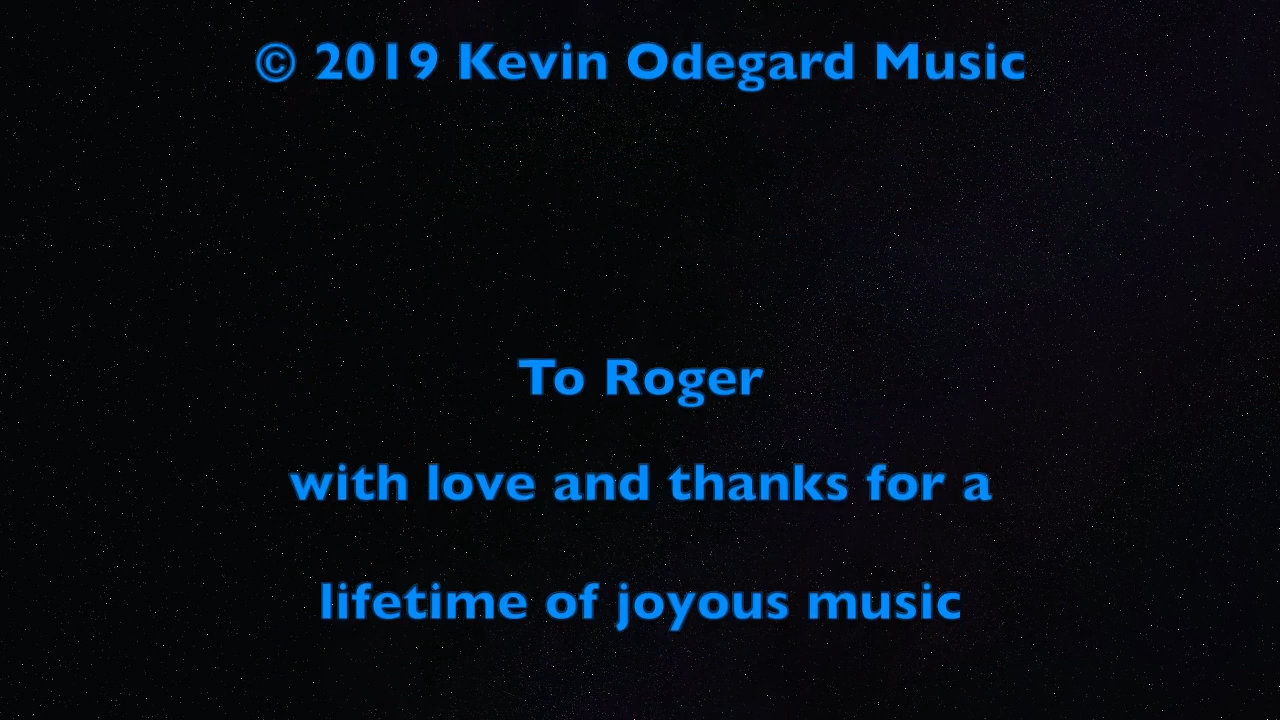 © 2019 Kevin Odegard Music
To Roger
with love and thanks for a
lifetime of joyous music